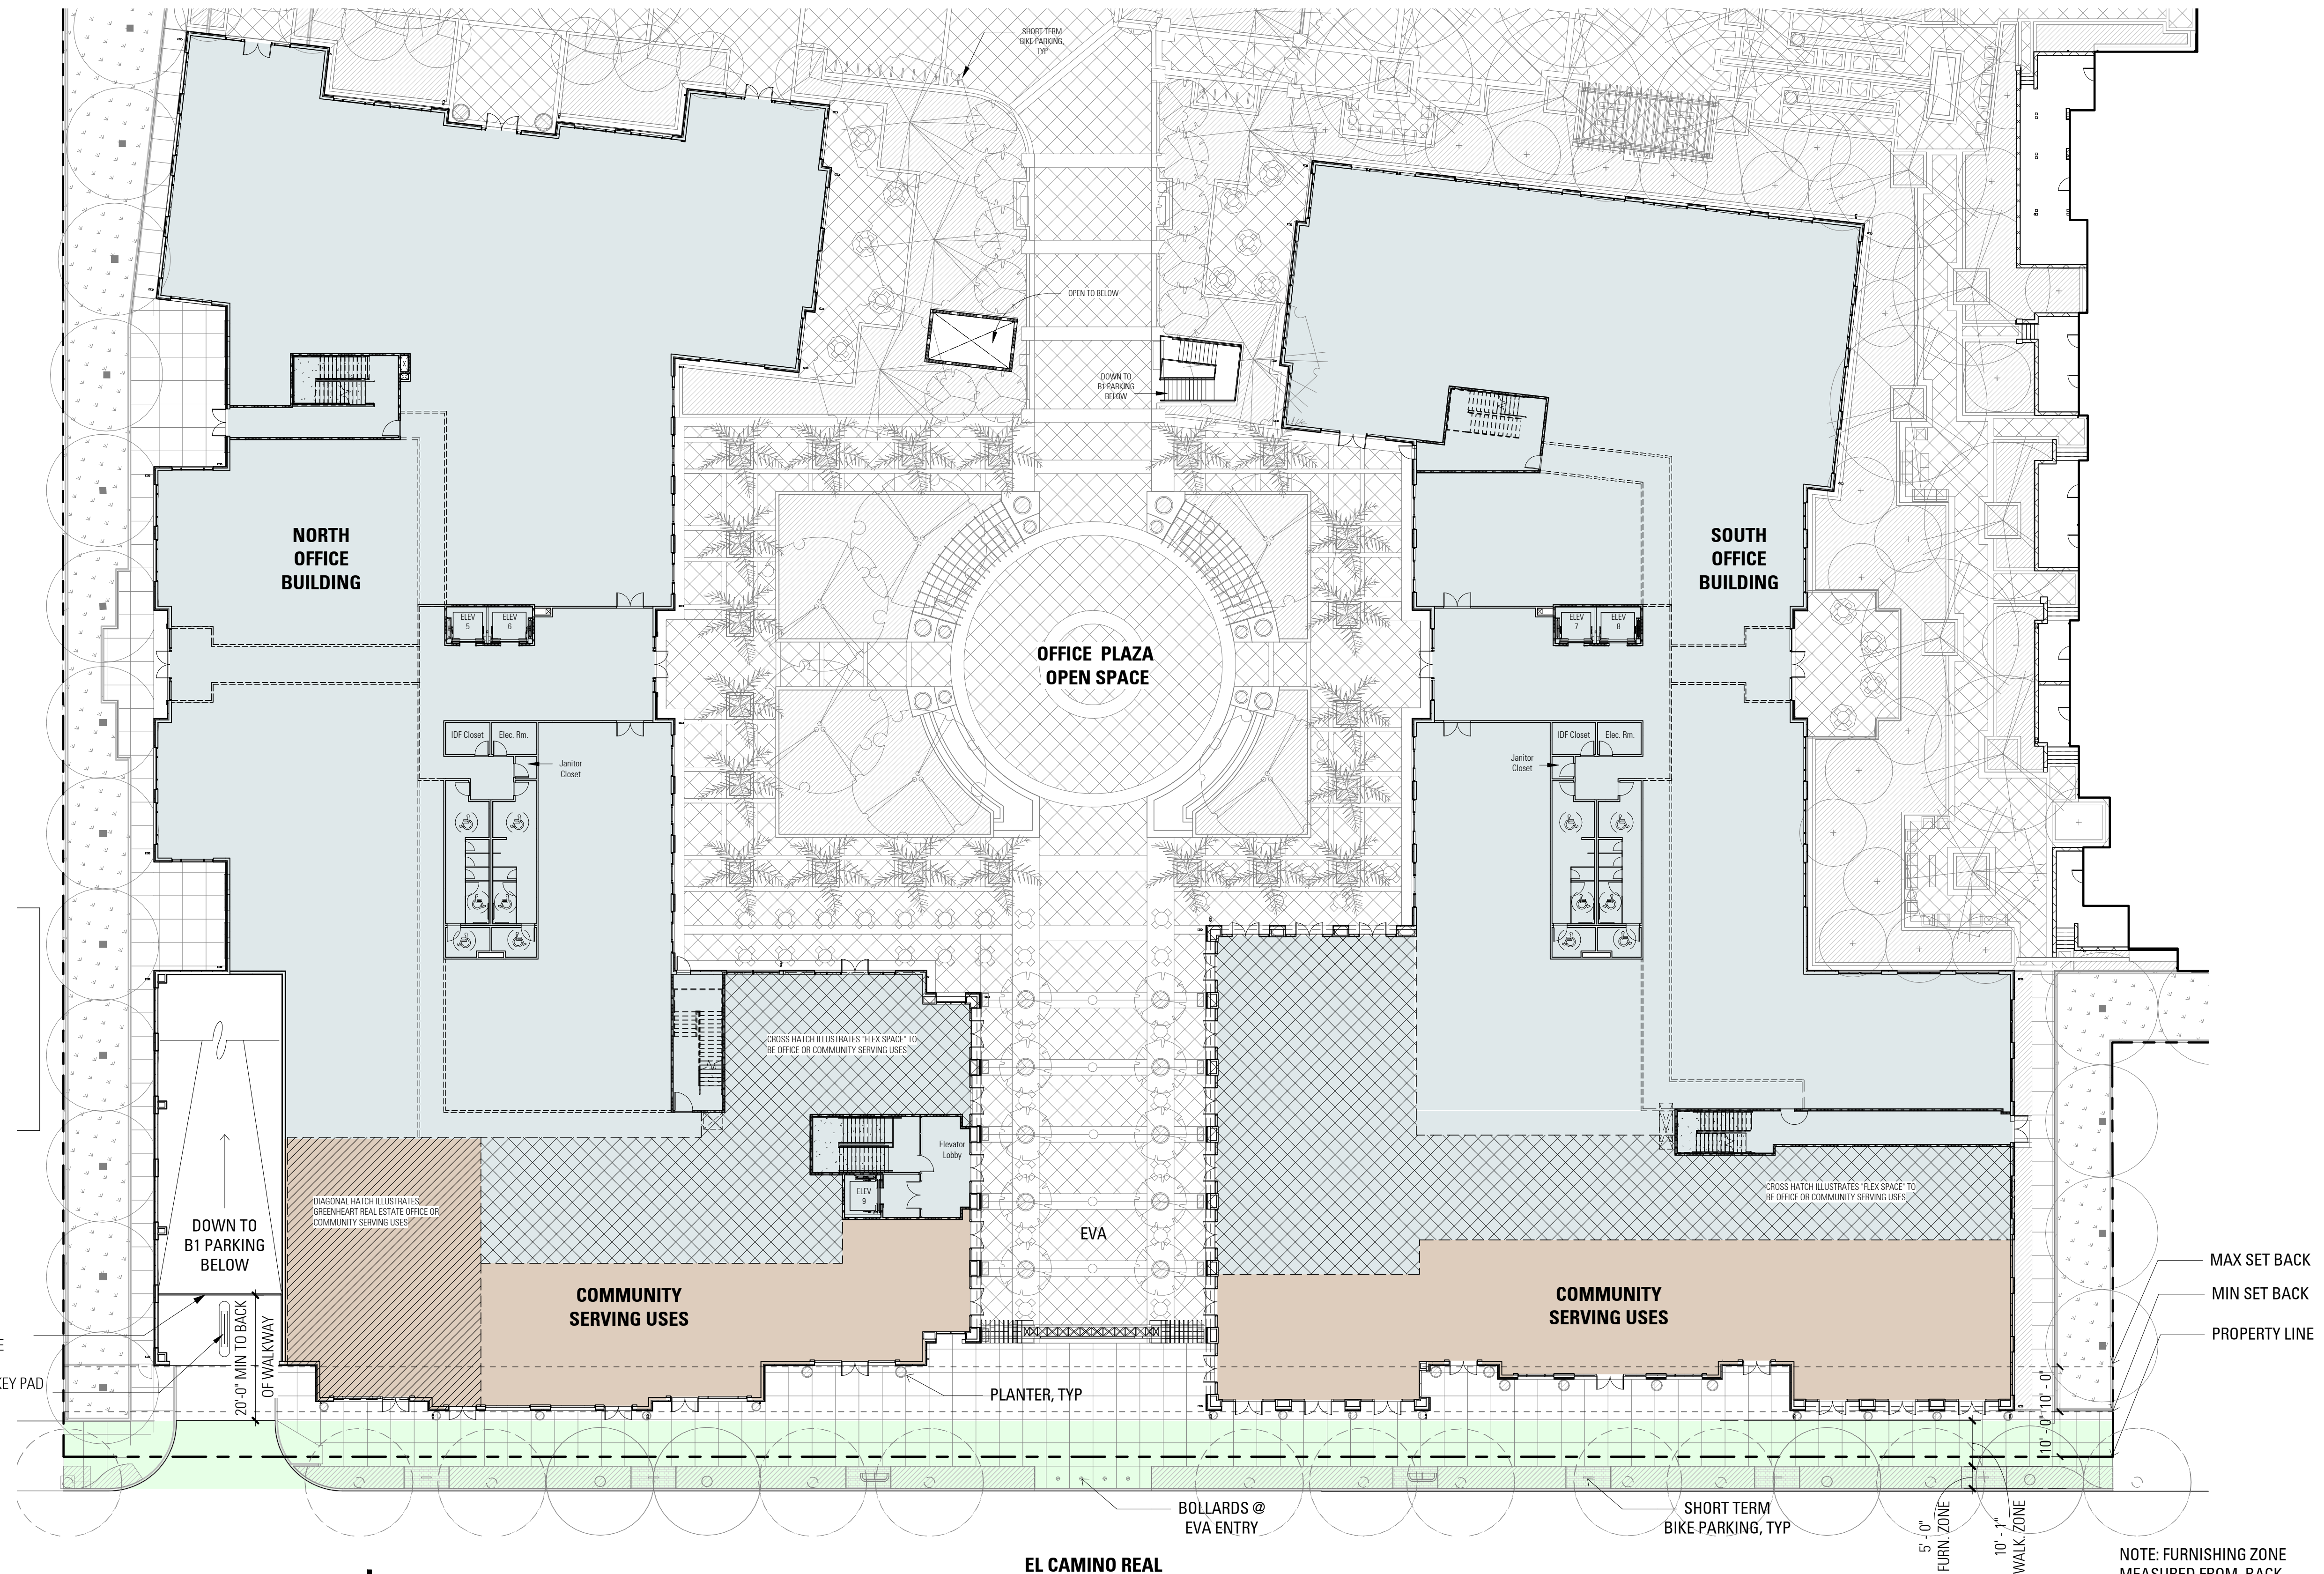 SHORT TERM
BIKE PARKING,
TYP
OPEN TO BELOW
DOWN TO
B1 PARKING
BELOW
NORTH
OFFICE
BUILDING
SOUTH
OFFICE
BUILDING
ELEV
5
ELEV
6
ELEV
7
ELEV
8
OFFICE PLAZA
OPEN SPACE
IDF Closet
Elec. Rm.
Janitor
Closet
IDF Closet
Elec. Rm.
Janitor
Closet
CROSS HATCH ILLUSTRATES "FLEX SPACE" TO
BE OFFICE OR COMMUNITY SERVING USES
Elevator
Lobby
ELEV
9
DIAGONAL HATCH ILLUSTRATES
GREENHEART REAL ESTATE OFFICE OR
COMMUNITY SERVING USES
CROSS HATCH ILLUSTRATES "FLEX SPACE" TO
BE OFFICE OR COMMUNITY SERVING USES
DOWN TO
B1 PARKING
BELOW
EVA
COMMUNITY
SERVING USES
COMMUNITY
SERVING USES
MAX SET BACK
MIN SET BACK
PROPERTY LINE
20'-0" MIN TO BACK
OF WALKWAY
KEY PAD
PLANTER, TYP
10' - 0"
10' - 0"
BOLLARDS @
EVA ENTRY
SHORT TERM
BIKE PARKING, TYP
5' - 0"
FURN. ZONE
10' - 1"
WALK. ZONE
EL CAMINO REAL
NOTE: FURNISHING ZONE
MEASURED FROM BACK